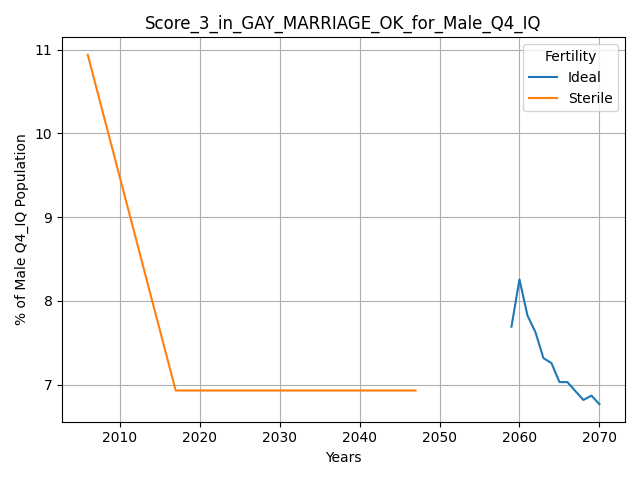 Score_3_in_GAY_MARRIAGE_OK_for_Male_Q4_IQ
% of Male Q4_IQ Population
11
10
9
8
7
Fertility
Ideal
Sterile
2010 2020 2030 2040 2050 2060 2070
Years